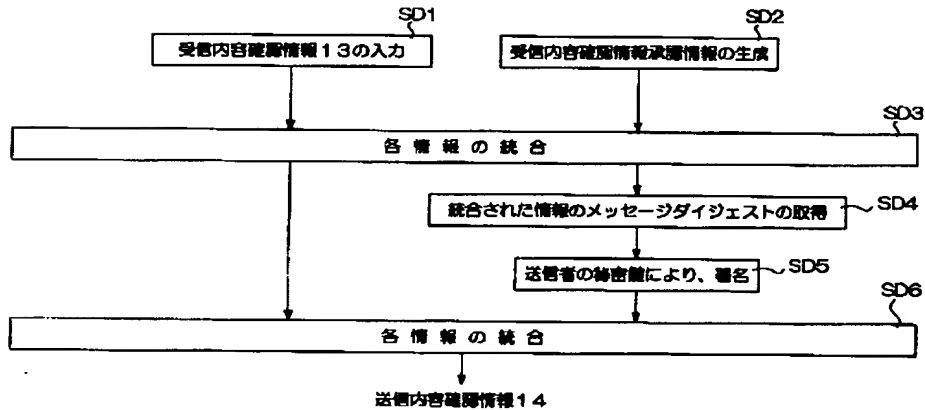 SD1
受信内容確認情報13の入力
SD2
受信内容確認情報承認情報の生成
SD3
各情報の統合
統合された情報のメッセージダイジェストの取得
SD4
送信者の秘密鍵により、署名
SD5
SD6
各情報の統合
送信内容確認情報14